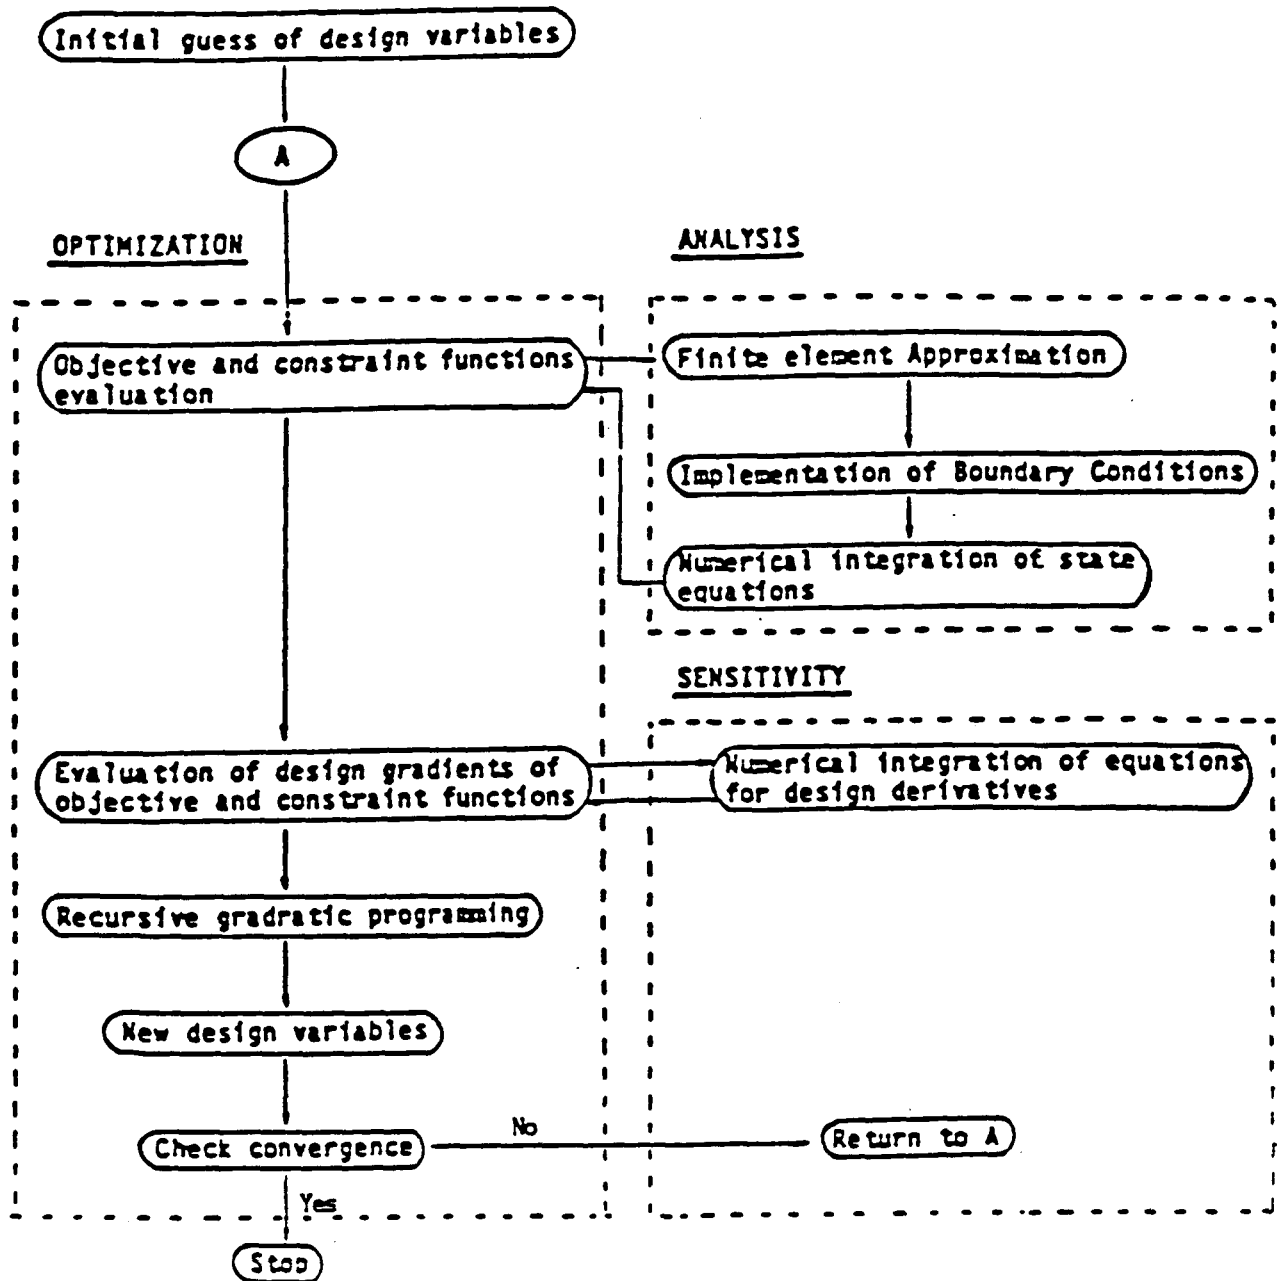 Initial guess of design variables
A
OPTIMIZATION
ANALYSIS
Objective and constraint functions
evaluation
Finite element Approximation
Implementation of Boundary Conditions
Numerical integration of state
equations
SENSITIVITY
Evaluation of design gradients of
objective and constraint functions
Numerical integration of equations
for design derivatives
Recursive gradratic programming
New design variables
Check convergence
No
Return to A
Yes
Stop